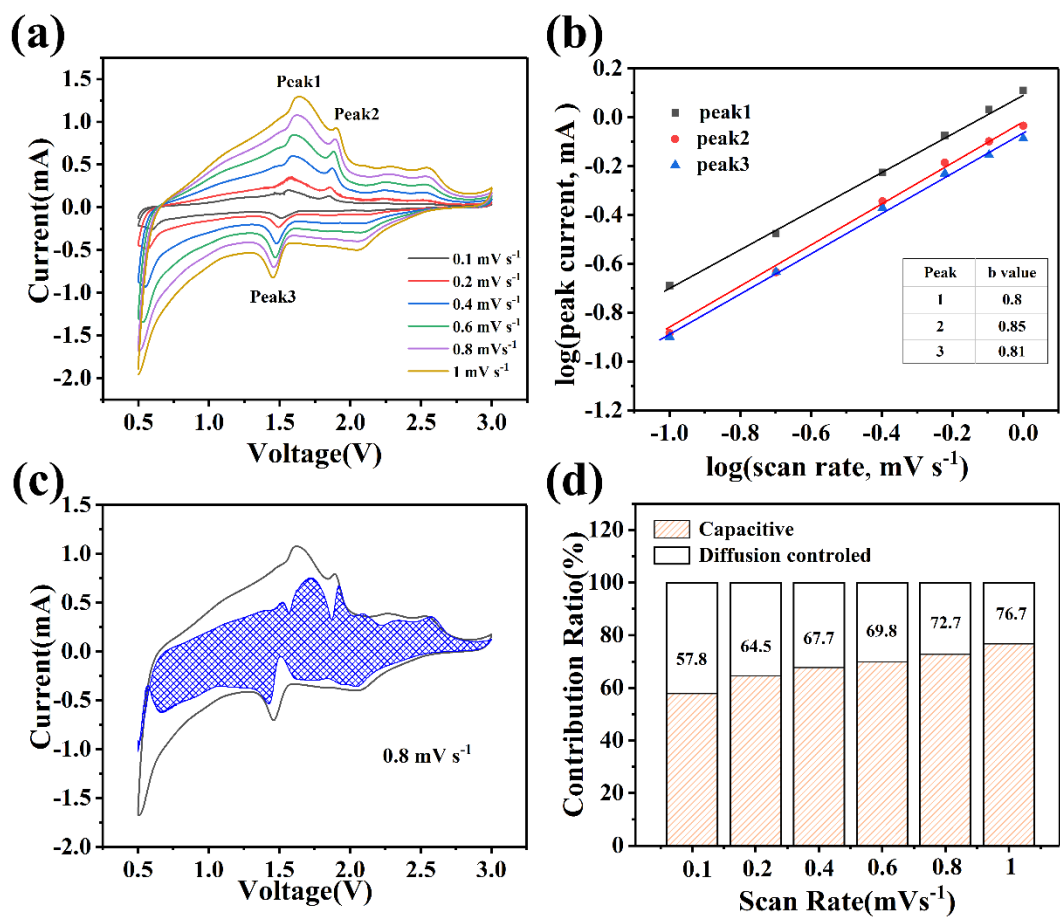 (a)
Peak1
Peak2
Peak3
0.1 mV s-1
0.2 mV s-1
0.4 mV s-1
0.6 mV s-1
0.8 mVs-1
1 mV s-1
1.5
1.0
0.5
0.0
-0.5
-1.0
-1.5
-2.0
Current(mA)
0.5 1.0 1.5 2.0 2.5 3.0
Voltage(V)
(b)
peak1
peak2
peak3
Peak b value
1 0.8
2 0.85
3 0.81
0.2
0.0
-0.2
-0.4
-0.6
-0.8
-1.0
-1.2
log(peak current, mA)
-1.0 -0.8 -0.6 -0.4 -0.2 0.0
log(scan rate, mV s-1)
(c)
1.5
1.0
0.5
0.0
-0.5
-1.0
-1.5
-2.0
Current(mA)
0.8 mV s-1
0.5 1.0 1.5 2.0 2.5 3.0
Voltage(V)
(d)
Capacitive
Diffusion controled
120
100
80
60
40
20
0
Contribution Ratio(%)
57.8 64.5 67.7 69.8 72.7 76.7
0.1 0.2 0.4 0.6 0.8 1
Scan Rate(mVs-1)